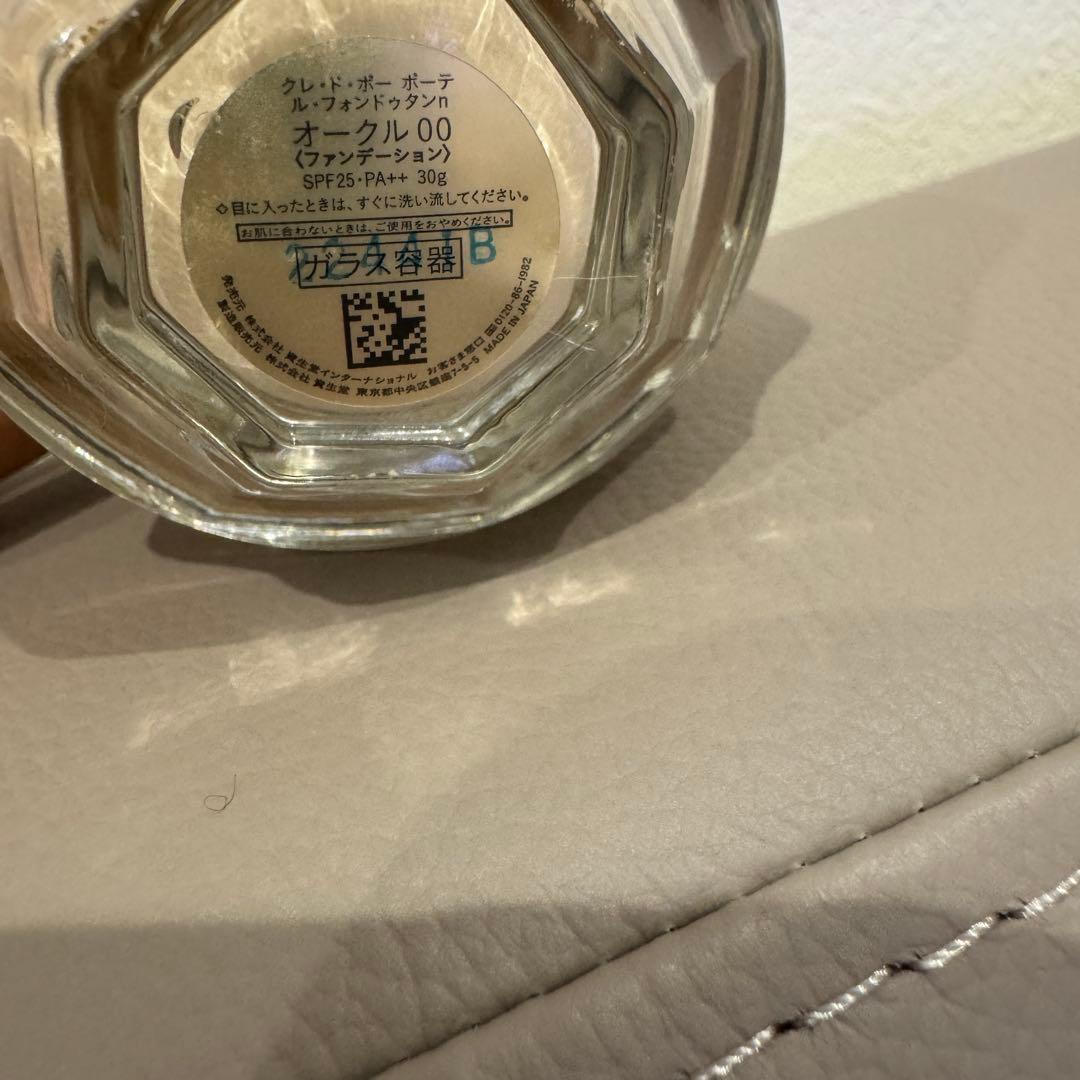 クレ・ド・ポー ボーテ
ル・フォンドゥタンn
オークル 00
〈ファンデーション〉
SPF25・PA++ 30g
◇目に入ったときは、すぐに洗い流してください。
お肌に合わないときは、ご使用をおやめください。
ガラス容器
発売元 株式会社 資生堂インターナショナル お客さま窓口 0120-86-1982
製造販売元 株式会社 資生堂 東京都中央区銀座7-5-5 MADE IN JAPAN